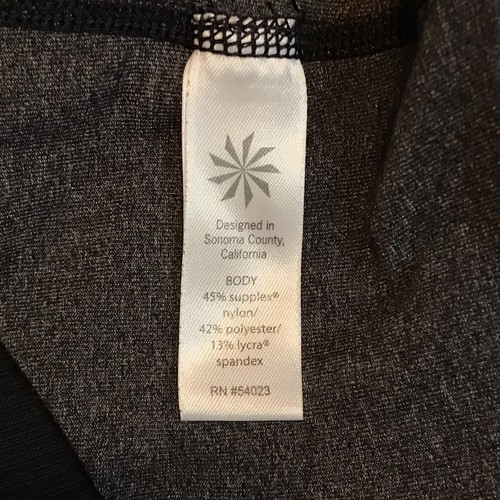 Designed in
Sonoma County,
California
BODY
45% supplex®
nylon/
42% polyester/
13% lycra®
spandex
RN #54023